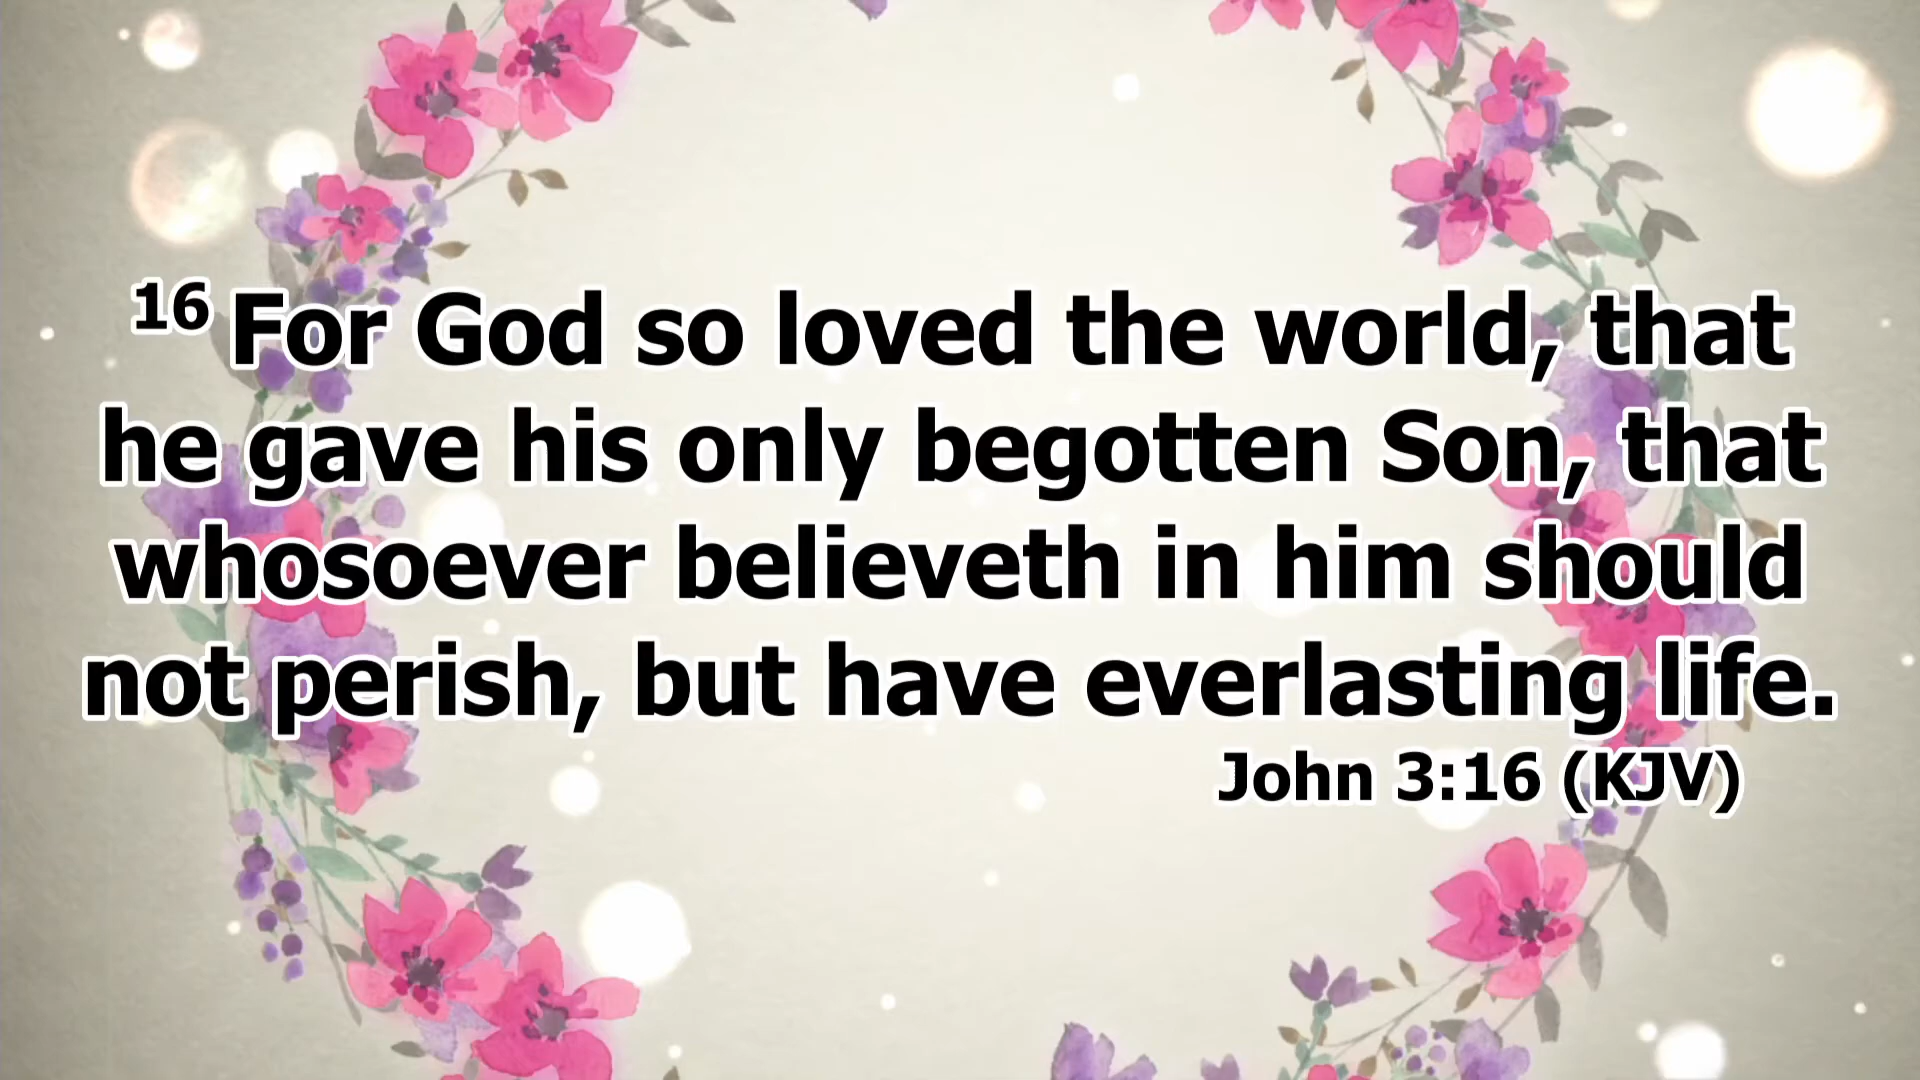 16 For God so loved the world, that
he gave his only begotten Son, that
whosoever believeth in him should
not perish, but have everlasting life.
John 3:16 (KJV)